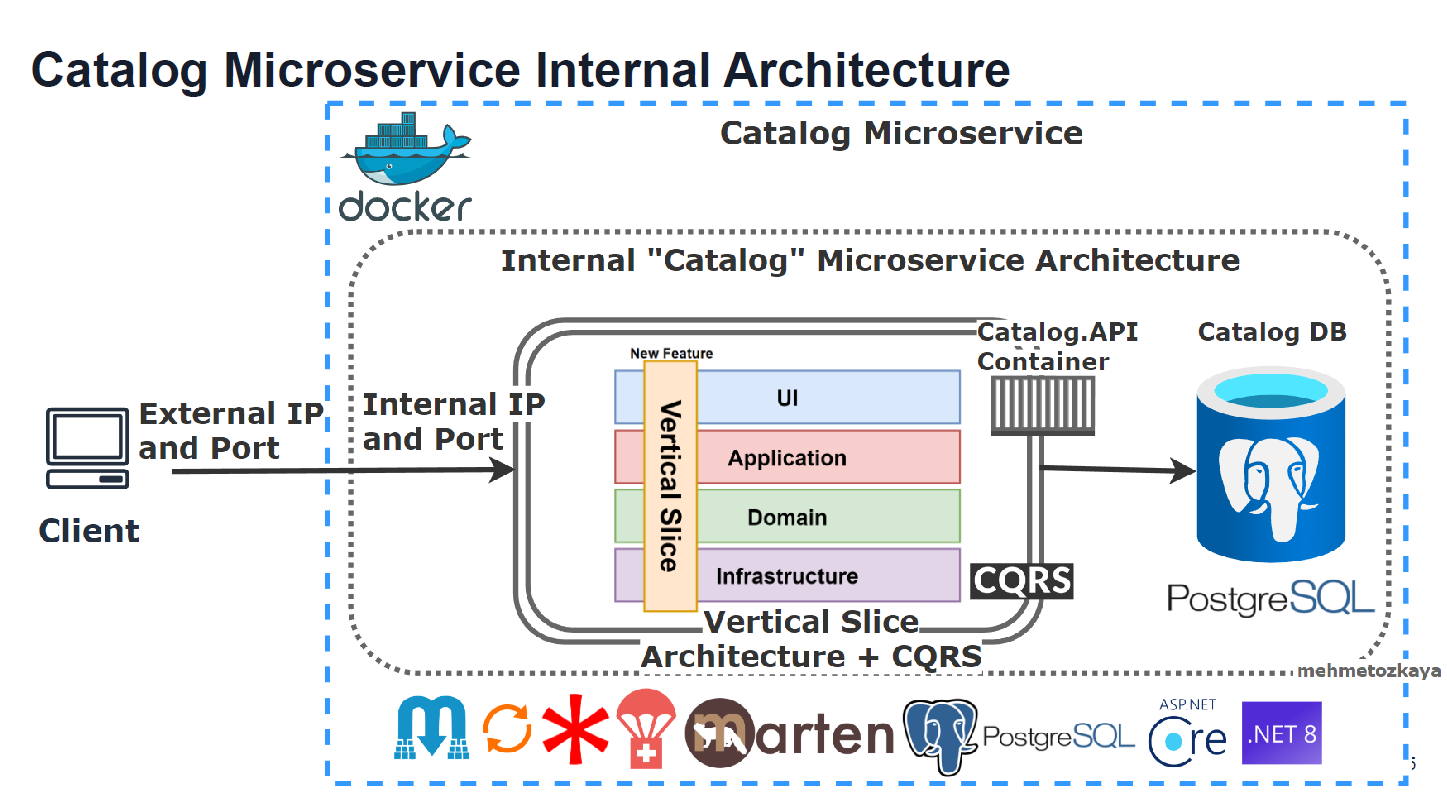 Catalog Microservice Internal Architecture
Catalog Microservice
docker
Internal "Catalog" Microservice Architecture
Catalog.API
Container
Catalog DB
New Feature
UI
Application
Domain
Infrastructure
Vertical Slice
External IP
and Port
Internal IP
and Port
Client
CQRS
PostgreSQL
Vertical Slice
Architecture + CQRS
mehmetozkaya
marten
PostgreSQL
ASP.NET
Core
.NET 8
5